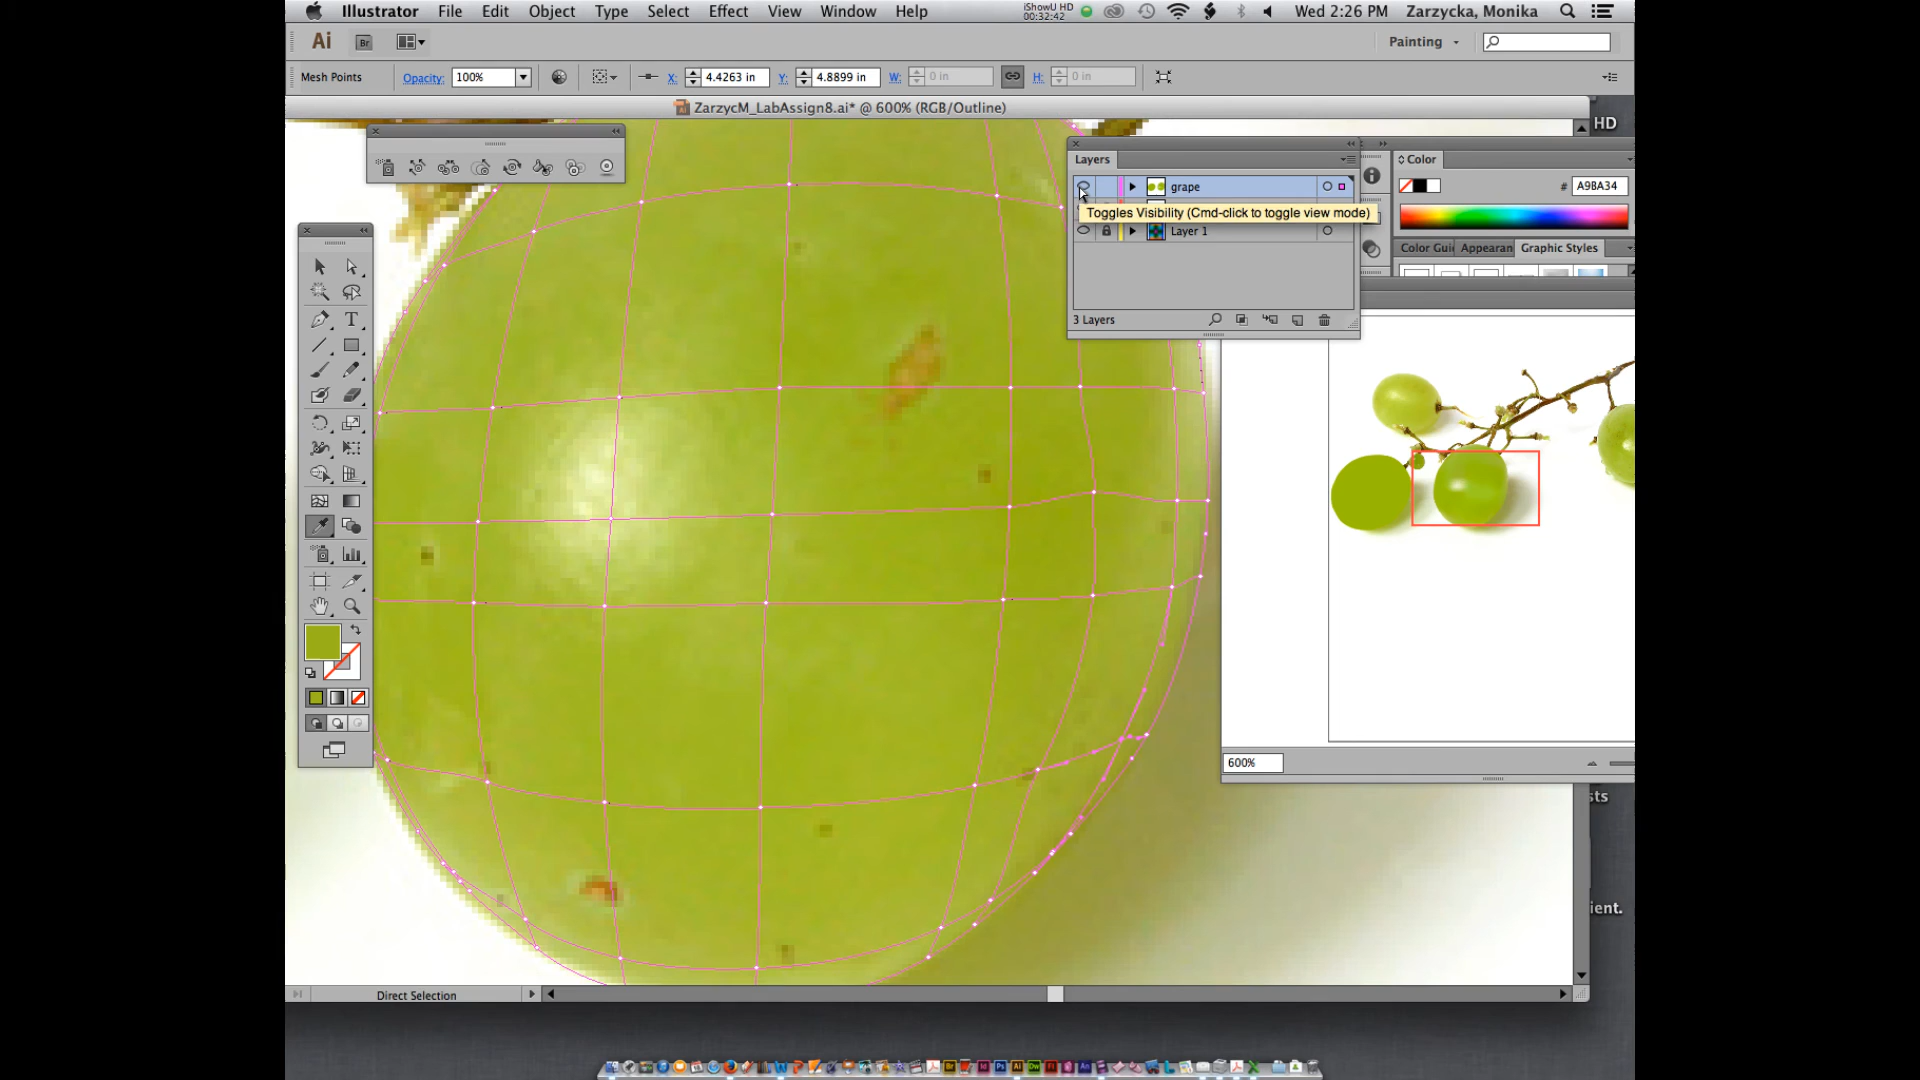 Illustrator File Edit Object Type Select Effect View Window Help
iShowU HD
00:32:42
Wed 2:26 PM Zarzycka, Monika
Ai Br Painting
Mesh Points Opacity: 100% X: 4.4263 in Y: 4.8899 in W: 0 in H: 0 in
ZarzycM_LabAssign8.ai* @ 600% (RGB/Outline)
HD
Layers
grape
Toggles Visibility (Cmd-click to toggle view mode)
Layer 1
3 Layers
Color
# A9BA34
Color Gui Appearan Graphic Styles
T
600%
sts
ient.
Direct Selection